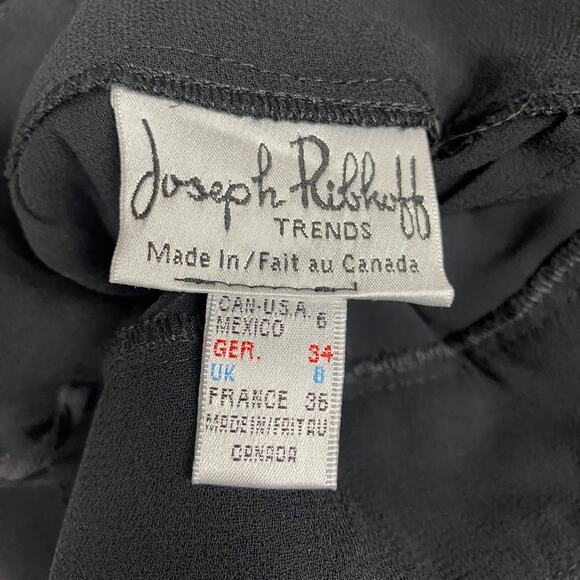 Joseph Ribkoff
TRENDS
Made In/Fait au Canada
CAN-U.S.A. 6
MEXICO
GER. 34
UK 8
FRANCE 36
MADE IN/FAIT AU
CANADA